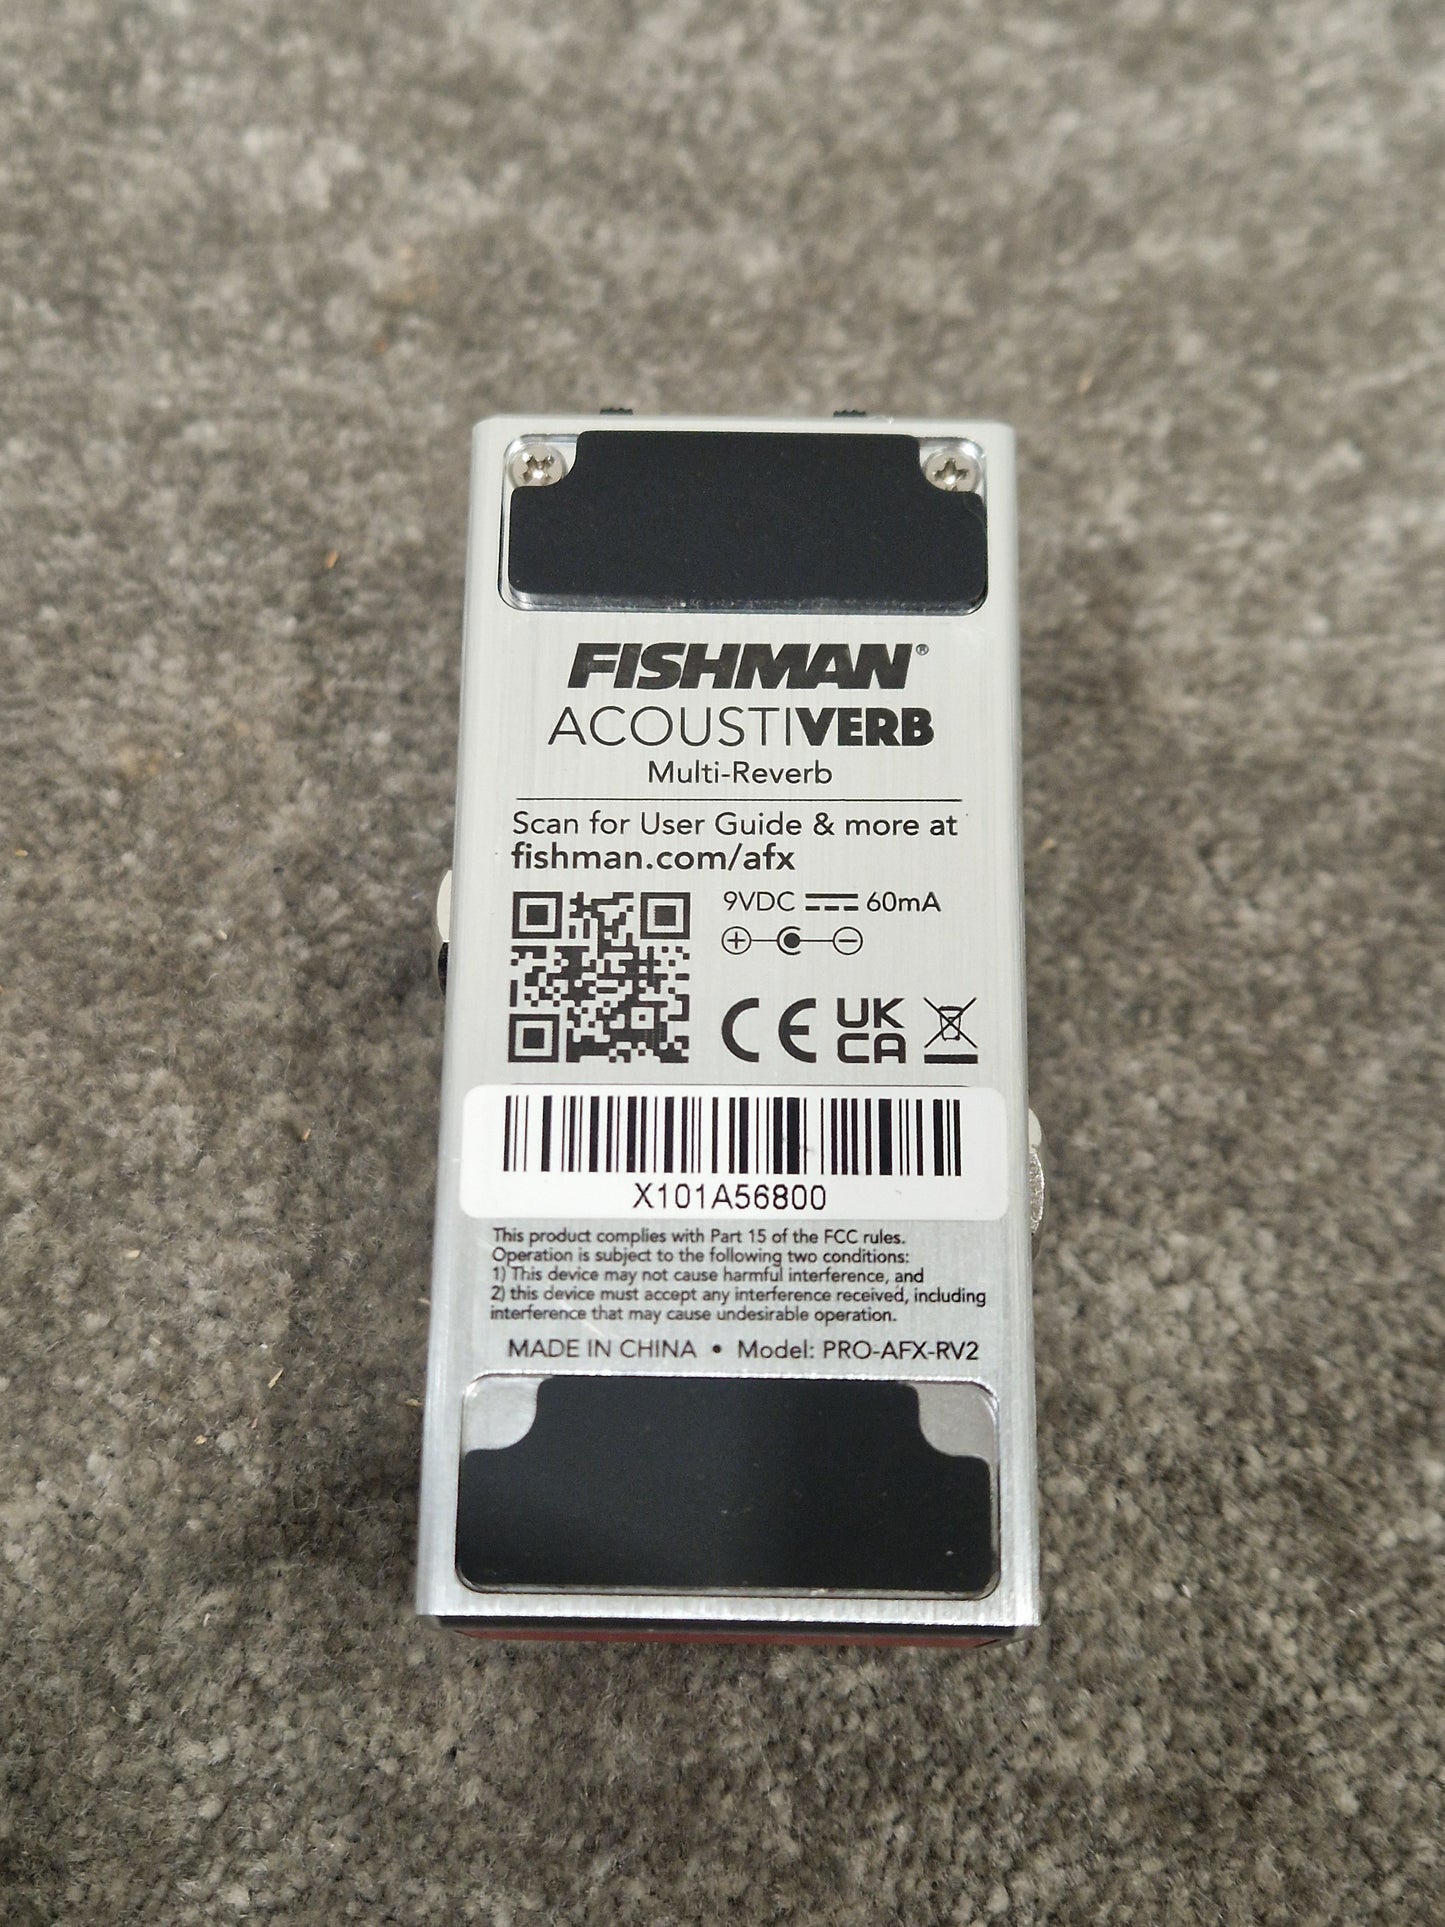 FISHMAN®
ACOUSTIVERB
Multi-Reverb
Scan for User Guide & more at
fishman.com/afx
9VDC 60mA
CE UK CA
X101A56800
This product complies with Part 15 of the FCC rules.
Operation is subject to the following two conditions:
1) This device may not cause harmful interference, and
2) this device must accept any interference received, including
interference that may cause undesirable operation.
MADE IN CHINA • Model: PRO-AFX-RV2